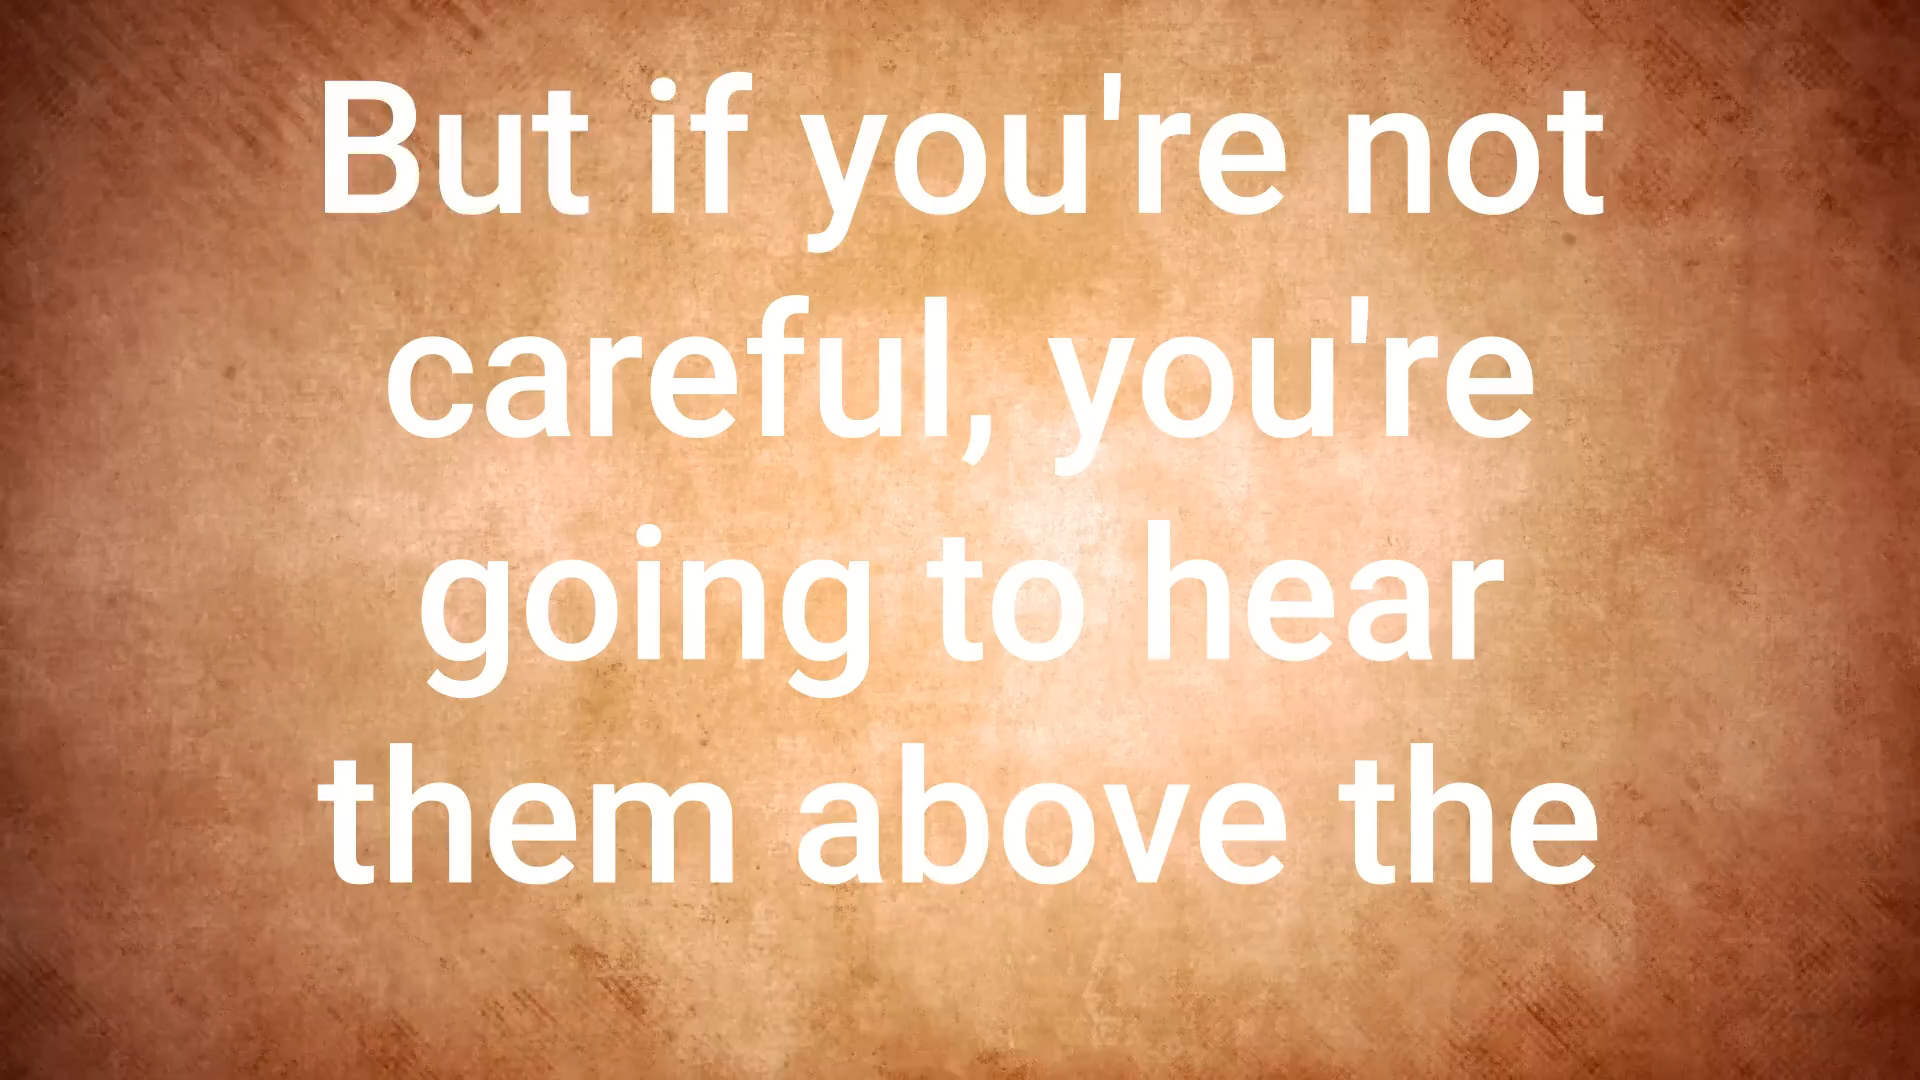 But if you're not
careful, you're
going to hear
them above the